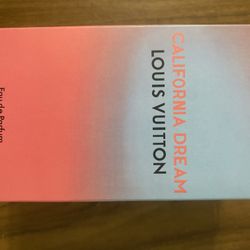 CALIFORNIA DREAM
LOUIS VUITTON
Eau de Parfum